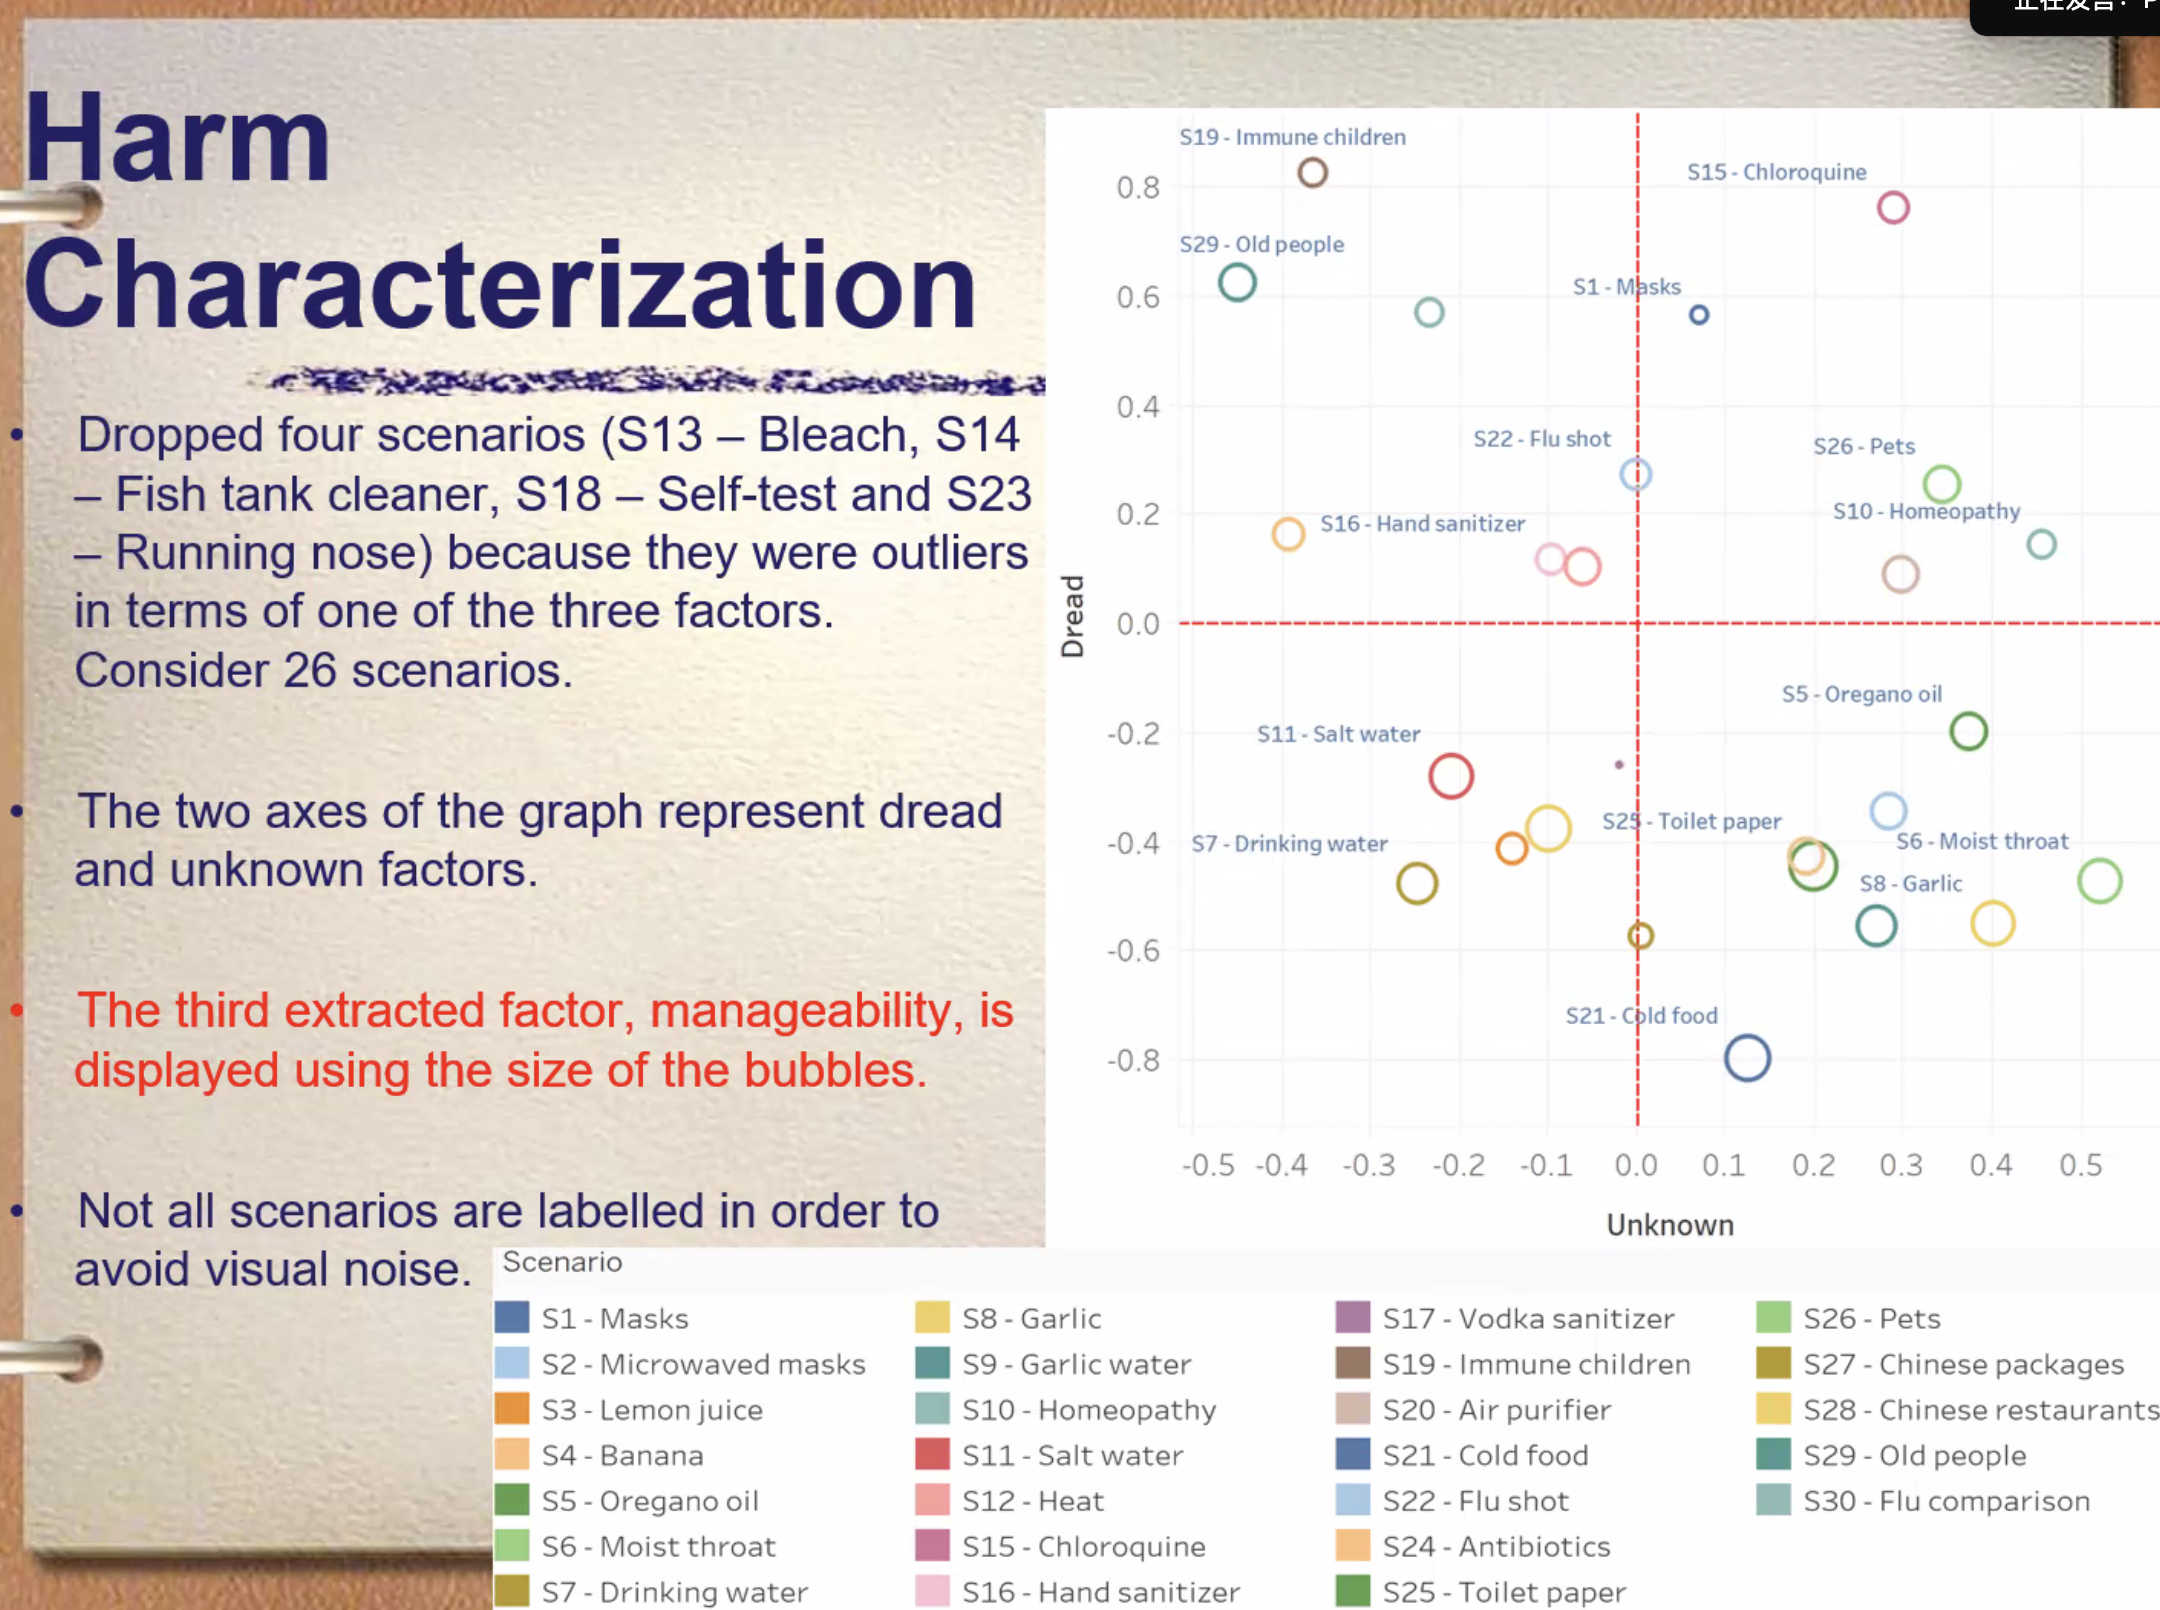 正在发言: P
Harm
Characterization
• Dropped four scenarios (S13 – Bleach, S14
– Fish tank cleaner, S18 – Self-test and S23
– Running nose) because they were outliers
in terms of one of the three factors.
Consider 26 scenarios.
• The two axes of the graph represent dread
and unknown factors.
• The third extracted factor, manageability, is
displayed using the size of the bubbles.
• Not all scenarios are labelled in order to
avoid visual noise.
S19 - Immune children
S15 - Chloroquine
S29 - Old people
S1 - Masks
S22 - Flu shot
S26 - Pets
S16 - Hand sanitizer
S10 - Homeopathy
S5 - Oregano oil
S11 - Salt water
S25 - Toilet paper
S7 - Drinking water
S6 - Moist throat
S8 - Garlic
S21 - Cold food
Dread
0.8
0.6
0.4
0.2
0.0
-0.2
-0.4
-0.6
-0.8
-0.5 -0.4 -0.3 -0.2 -0.1 0.0 0.1 0.2 0.3 0.4 0.5
Unknown
Scenario
S1 - Masks
S2 - Microwaved masks
S3 - Lemon juice
S4 - Banana
S5 - Oregano oil
S6 - Moist throat
S7 - Drinking water
S8 - Garlic
S9 - Garlic water
S10 - Homeopathy
S11 - Salt water
S12 - Heat
S15 - Chloroquine
S16 - Hand sanitizer
S17 - Vodka sanitizer
S19 - Immune children
S20 - Air purifier
S21 - Cold food
S22 - Flu shot
S24 - Antibiotics
S25 - Toilet paper
S26 - Pets
S27 - Chinese packages
S28 - Chinese restaurants
S29 - Old people
S30 - Flu comparison